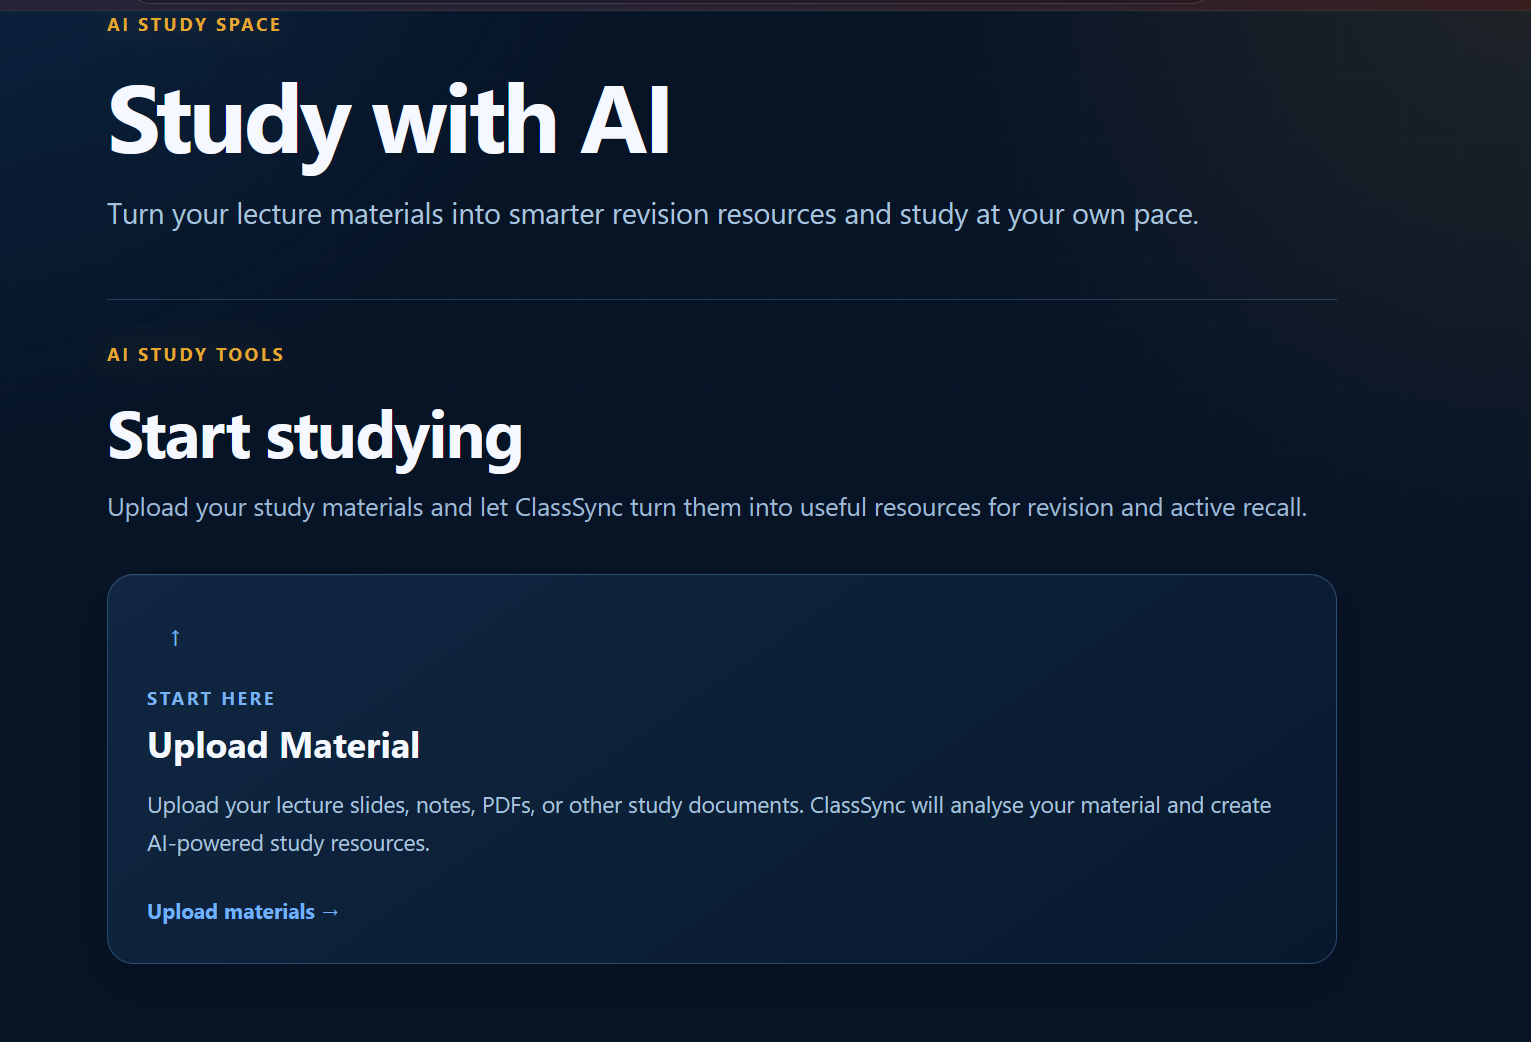 AI STUDY SPACE
Study with AI
Turn your lecture materials into smarter revision resources and study at your own pace.
AI STUDY TOOLS
Start studying
Upload your study materials and let ClassSync turn them into useful resources for revision and active recall.
↑
START HERE
Upload Material
Upload your lecture slides, notes, PDFs, or other study documents. ClassSync will analyse your material and create
AI-powered study resources.
Upload materials →